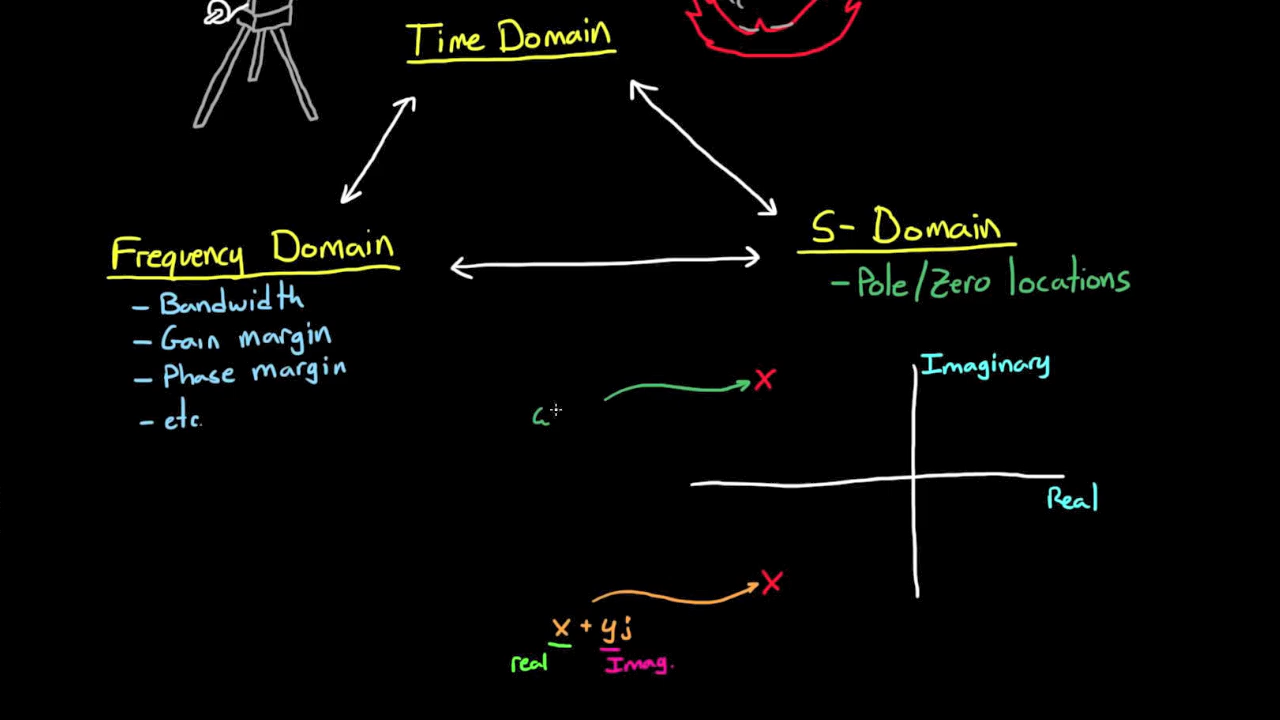 Time Domain
Frequency Domain
- Bandwidth
- Gain margin
- Phase margin
- etc.
S- Domain
- Pole/Zero locations
Imaginary
Real
X
a
X
x + yj
real Imag.